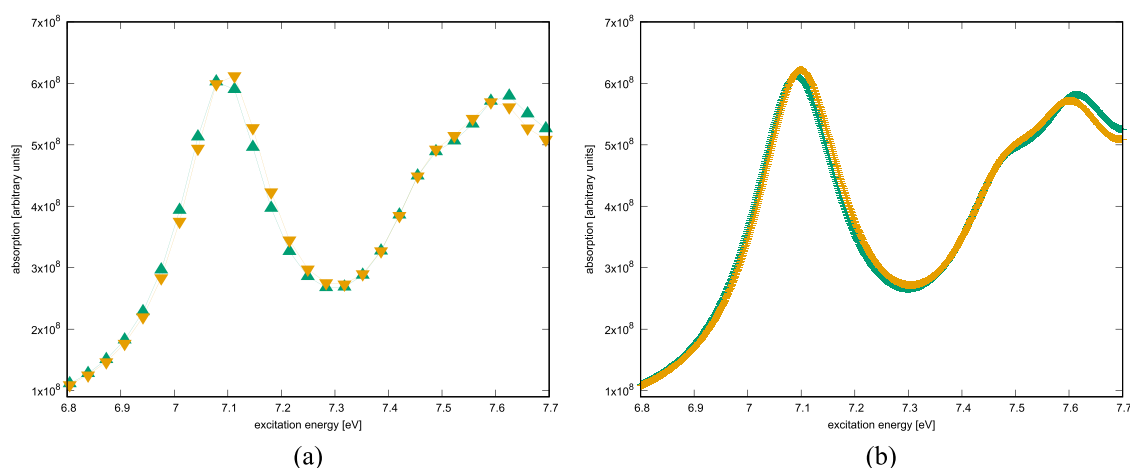 7x10⁸
6x10⁸
5x10⁸
4x10⁸
3x10⁸
2x10⁸
1x10⁸
absorption [arbitrary units]
6.8 6.9 7 7.1 7.2 7.3 7.4 7.5 7.6 7.7
excitation energy [eV]
(a)
7x10⁸
6x10⁸
5x10⁸
4x10⁸
3x10⁸
2x10⁸
1x10⁸
absorption [arbitrary units]
6.8 6.9 7 7.1 7.2 7.3 7.4 7.5 7.6 7.7
excitation energy [eV]
(b)